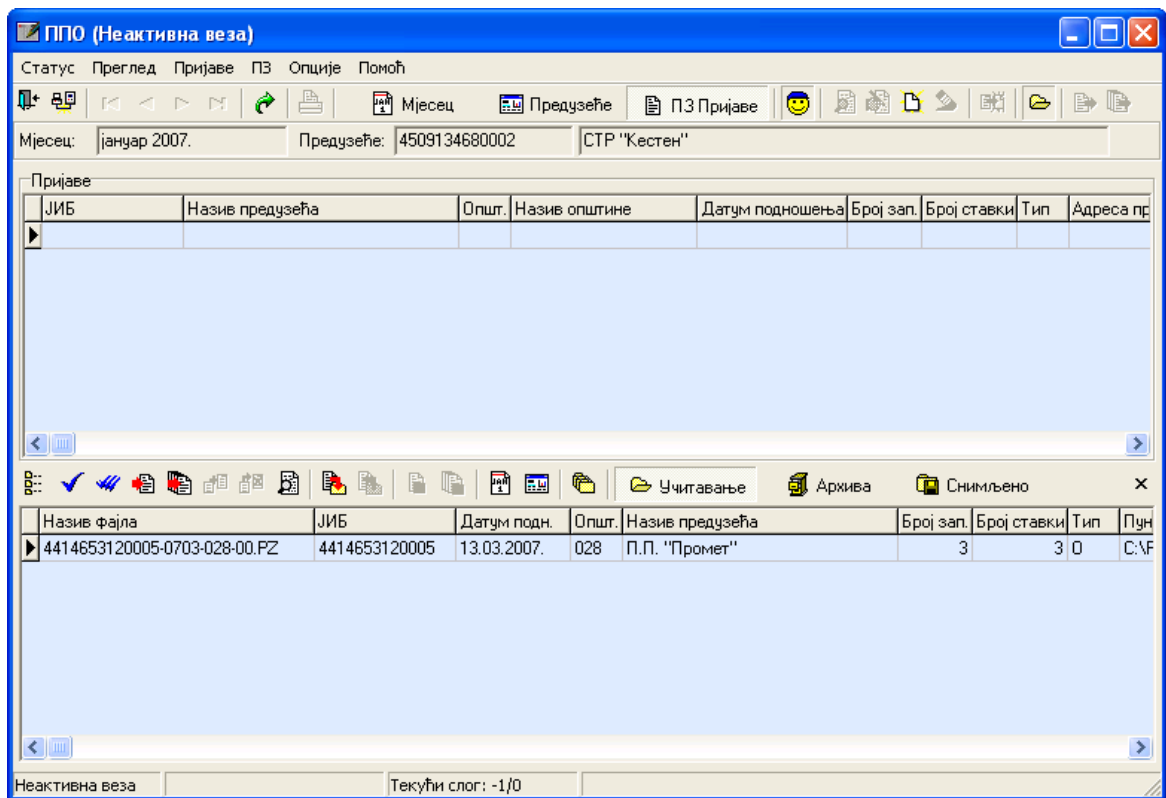 ППО (Неактивна веза)
Статус Преглед Пријаве ПЗ Опције Помоћ
Мјесец Предузеће ПЗ Пријаве
Мјесец: јануар 2007. Предузеће: 4509134680002 СТР "Кестен"
Пријаве
ЈИБ Назив предузећа Општ. Назив општине Датум подношења Број зап. Број ставки Тип Адреса пр
Учитавање Архива Снимљено
Назив фајла ЈИБ Датум подн. Општ. Назив предузећа Број зап. Број ставки Тип Пун
4414653120005-0703-028-00.PZ 4414653120005 13.03.2007. 028 П.П. "Промет" 3 3 О C:\F
Неактивна веза Текући слог: -1/0